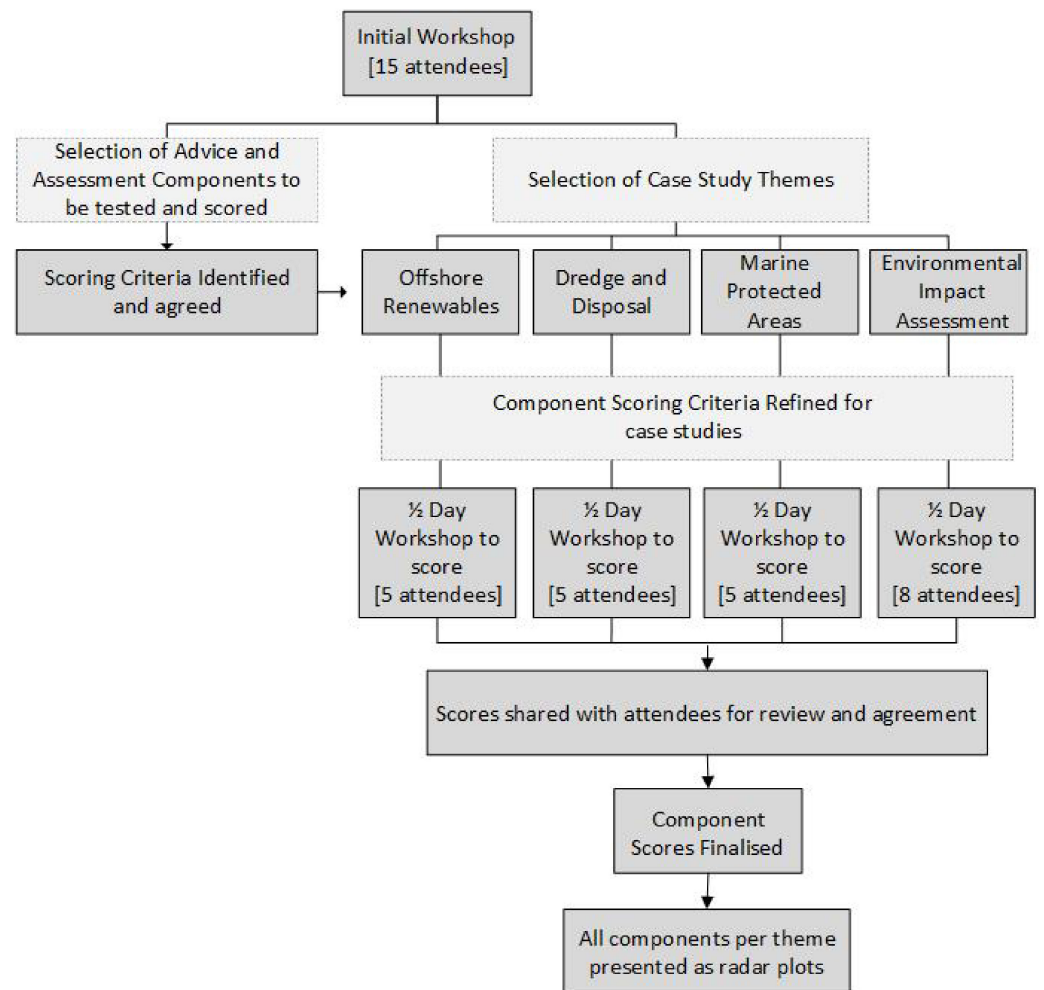 Initial Workshop
[15 attendees]
Selection of Advice and
Assessment Components to
be tested and scored
Selection of Case Study Themes
Scoring Criteria Identified
and agreed
Offshore
Renewables
Dredge and
Disposal
Marine
Protected
Areas
Environmental
Impact
Assessment
Component Scoring Criteria Refined for
case studies
½ Day
Workshop to
score
[5 attendees]
½ Day
Workshop to
score
[5 attendees]
½ Day
Workshop to
score
[5 attendees]
½ Day
Workshop to
score
[8 attendees]
Scores shared with attendees for review and agreement
Component
Scores Finalised
All components per theme
presented as radar plots